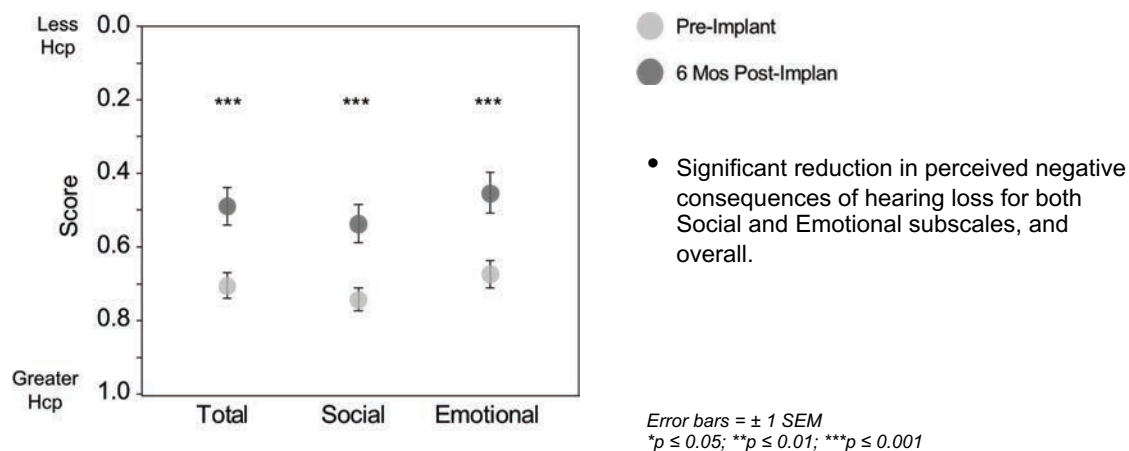 Less
Hcp
0.0
0.2
0.4
0.6
0.8
1.0
Score
Greater
Hcp
***
***
***
Total
Social
Emotional
Pre-Implant
6 Mos Post-Implan
• Significant reduction in perceived negative
consequences of hearing loss for both
Social and Emotional subscales, and
overall.
Error bars = ± 1 SEM
*p ≤ 0.05; **p ≤ 0.01; ***p ≤ 0.001